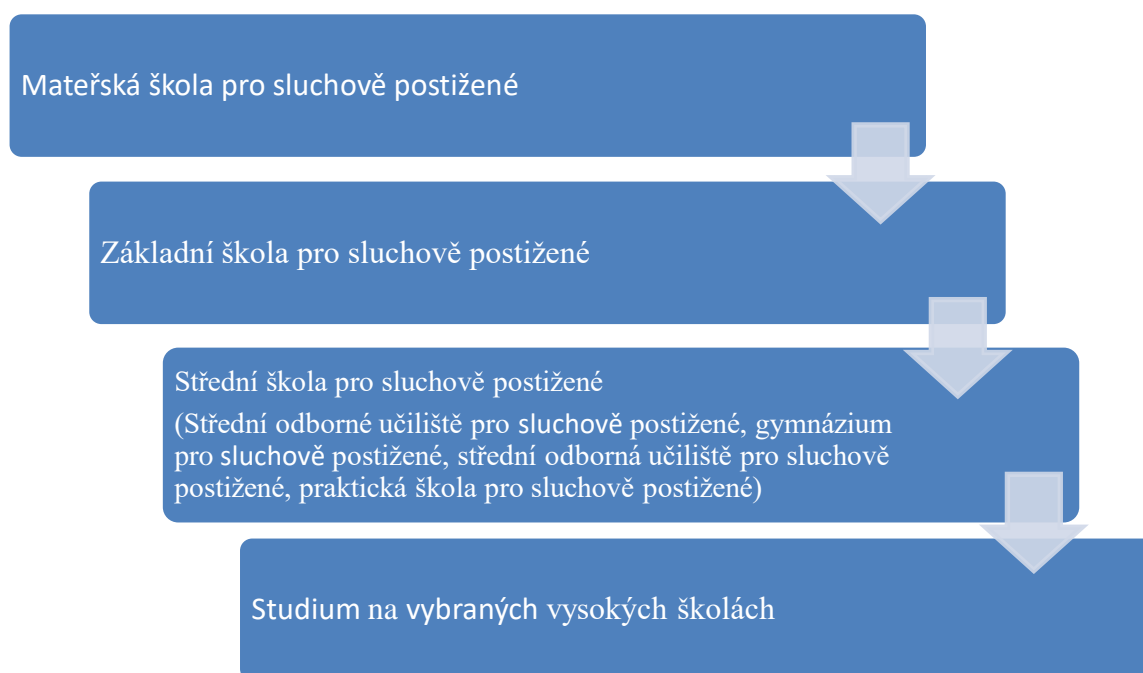 Mateřská škola pro sluchově postižené
Základní škola pro sluchově postižené
Střední škola pro sluchově postižené
(Střední odborné učiliště pro sluchově postižené, gymnázium
pro sluchově postižené, střední odborná učiliště pro sluchově
postižené, praktická škola pro sluchově postižené)
Studium na vybraných vysokých školách